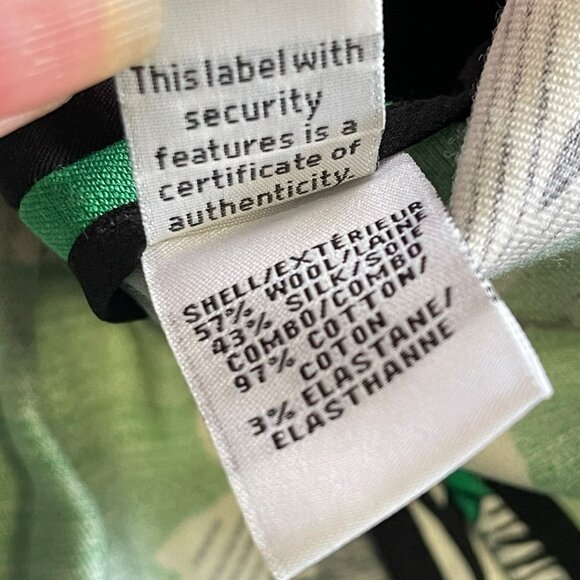 This label with
security
features is a
certificate of
authenticity.
SHELL/EXTÉRIEUR
57% WOOL/LAINE
43% SILK/SOIE
COMBO/COMBO
97% COTTON/
COTON
3% ELASTANE/
ELASTHANNE